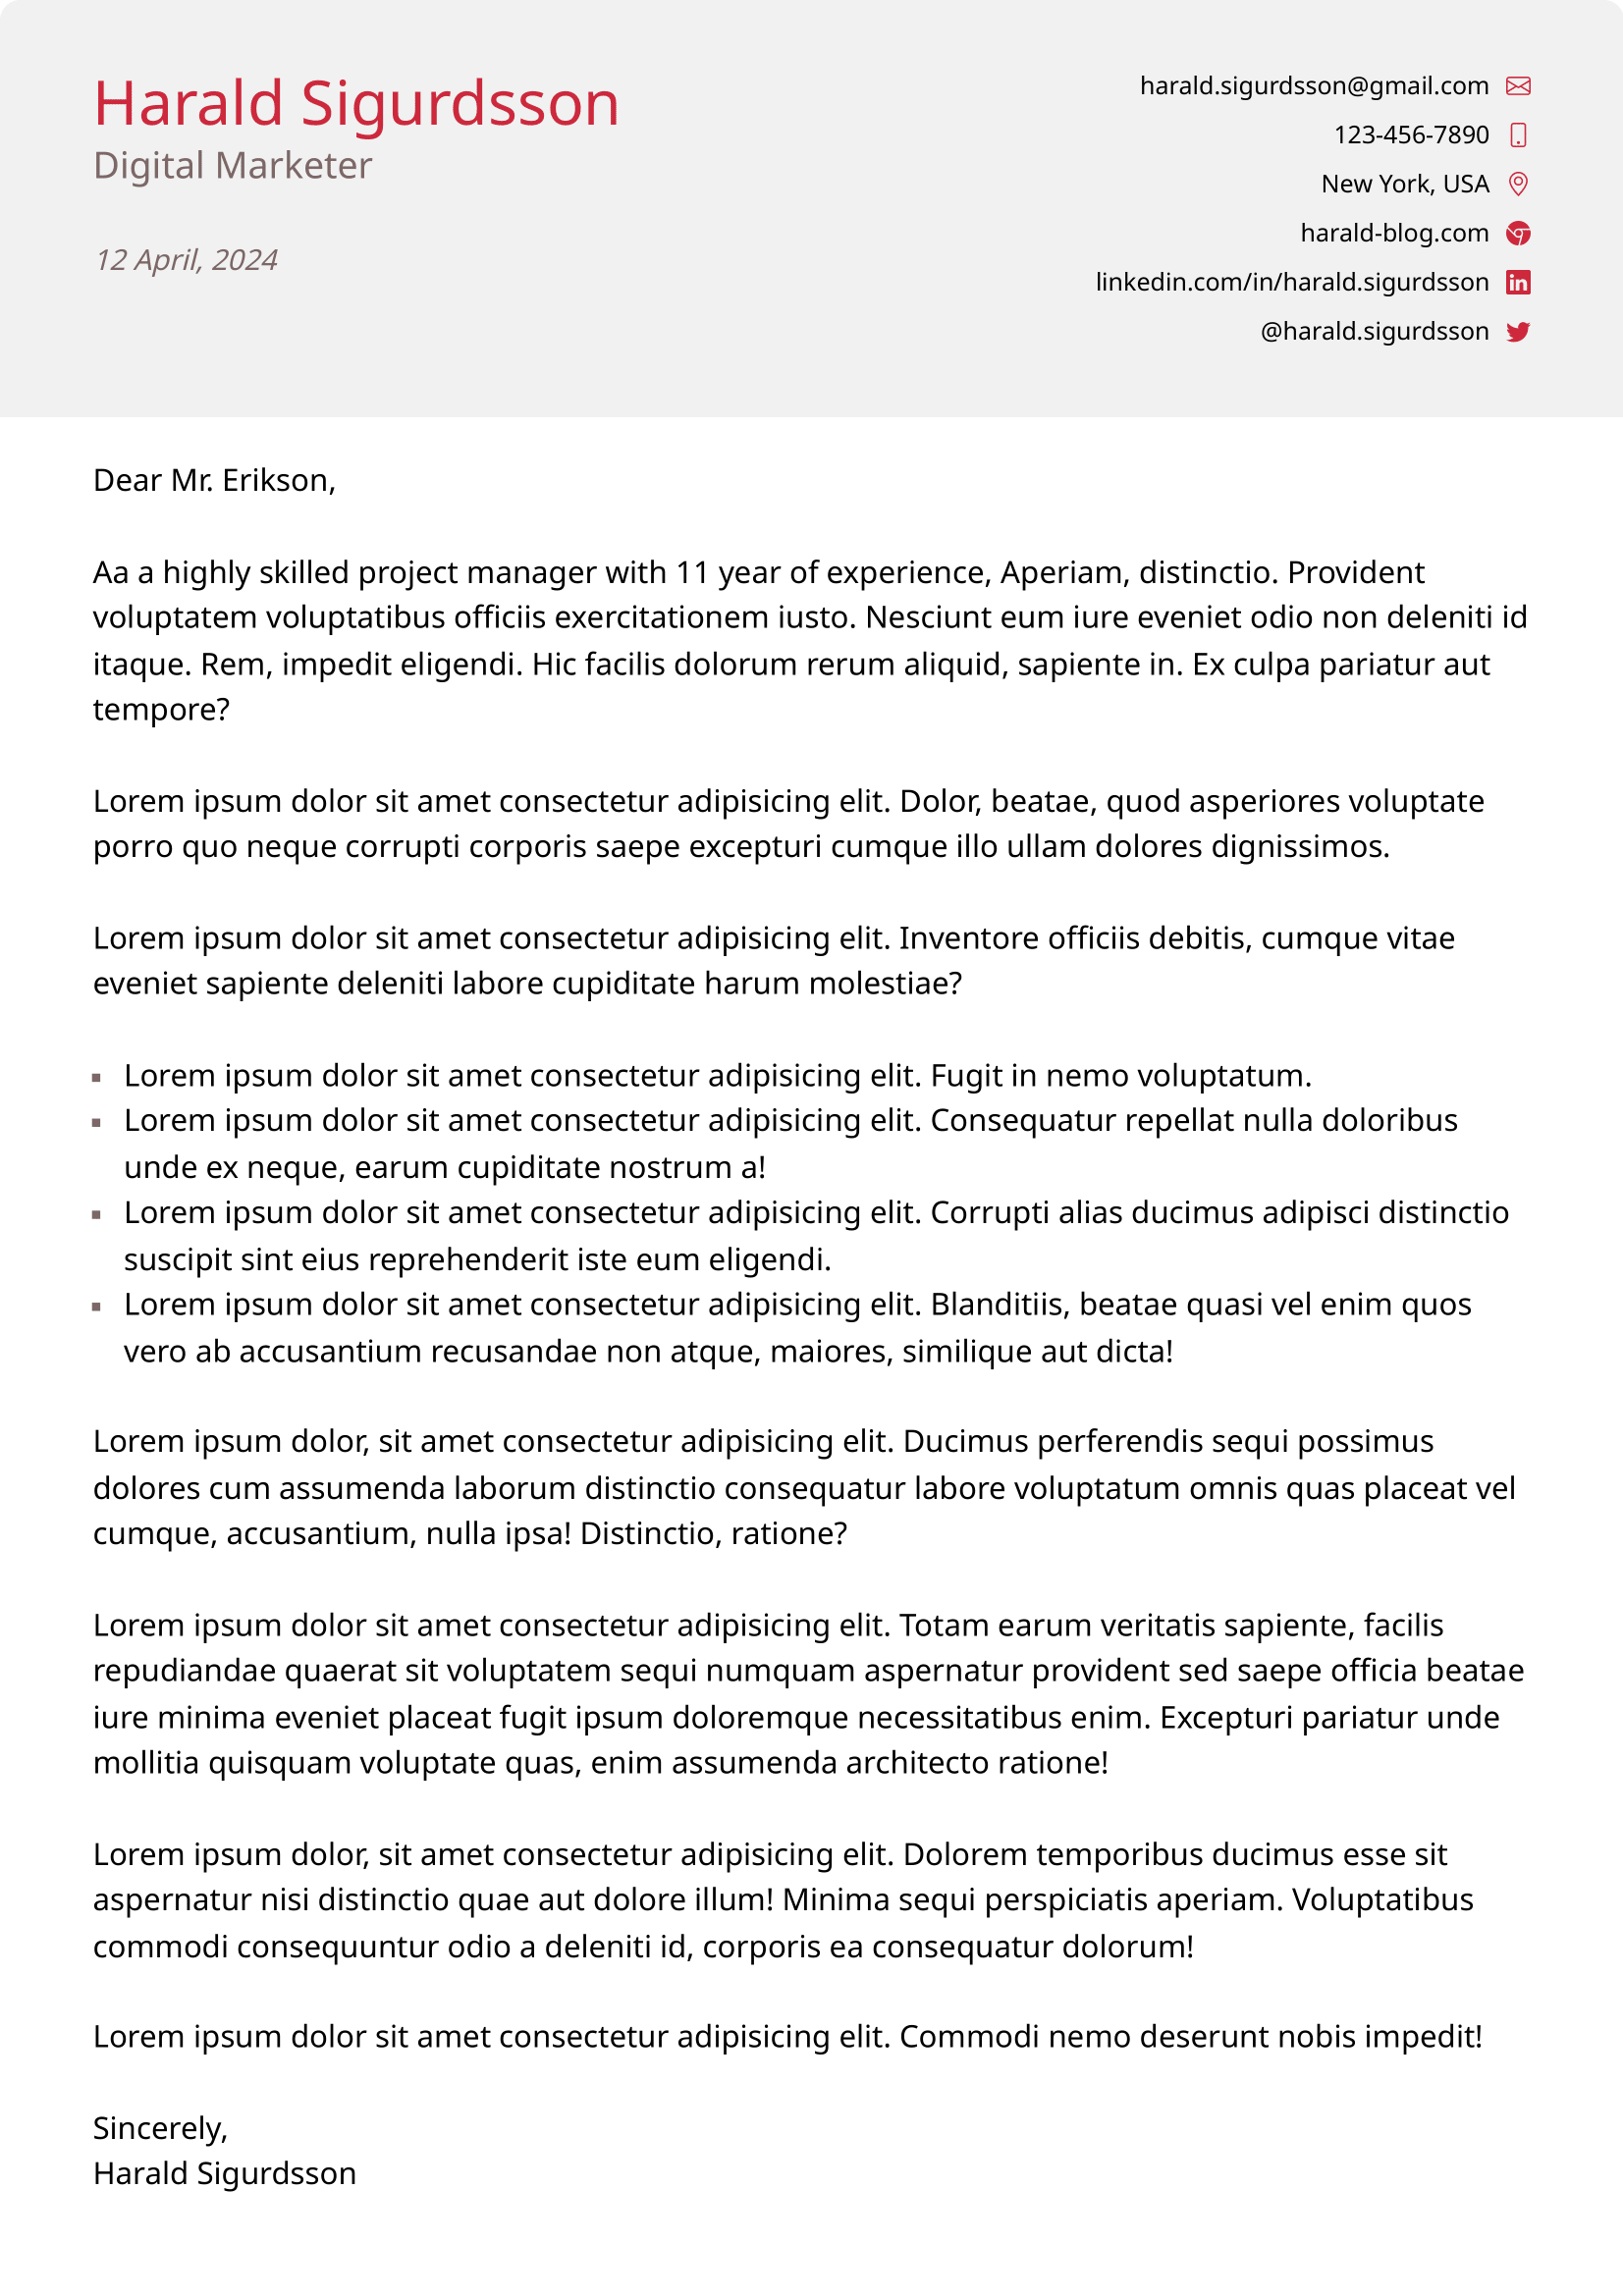 Harald Sigurdsson
Digital Marketer
12 April, 2024
harald.sigurdsson@gmail.com
123-456-7890
New York, USA
harald-blog.com
linkedin.com/in/harald.sigurdsson
@harald.sigurdsson
Dear Mr. Erikson,
Aa a highly skilled project manager with 11 year of experience, Aperiam, distinctio. Provident
voluptatem voluptatibus officiis exercitationem iusto. Nesciunt eum iure eveniet odio non deleniti id
itaque. Rem, impedit eligendi. Hic facilis dolorum rerum aliquid, sapiente in. Ex culpa pariatur aut
tempore?
Lorem ipsum dolor sit amet consectetur adipisicing elit. Dolor, beatae, quod asperiores voluptate
porro quo neque corrupti corporis saepe excepturi cumque illo ullam dolores dignissimos.
Lorem ipsum dolor sit amet consectetur adipisicing elit. Inventore officiis debitis, cumque vitae
eveniet sapiente deleniti labore cupiditate harum molestiae?
▪ Lorem ipsum dolor sit amet consectetur adipisicing elit. Fugit in nemo voluptatum.
▪ Lorem ipsum dolor sit amet consectetur adipisicing elit. Consequatur repellat nulla doloribus
unde ex neque, earum cupiditate nostrum a!
▪ Lorem ipsum dolor sit amet consectetur adipisicing elit. Corrupti alias ducimus adipisci distinctio
suscipit sint eius reprehenderit iste eum eligendi.
▪ Lorem ipsum dolor sit amet consectetur adipisicing elit. Blanditiis, beatae quasi vel enim quos
vero ab accusantium recusandae non atque, maiores, similique aut dicta!
Lorem ipsum dolor, sit amet consectetur adipisicing elit. Ducimus perferendis sequi possimus
dolores cum assumenda laborum distinctio consequatur labore voluptatum omnis quas placeat vel
cumque, accusantium, nulla ipsa! Distinctio, ratione?
Lorem ipsum dolor sit amet consectetur adipisicing elit. Totam earum veritatis sapiente, facilis
repudiandae quaerat sit voluptatem sequi numquam aspernatur provident sed saepe officia beatae
iure minima eveniet placeat fugit ipsum doloremque necessitatibus enim. Excepturi pariatur unde
mollitia quisquam voluptate quas, enim assumenda architecto ratione!
Lorem ipsum dolor, sit amet consectetur adipisicing elit. Dolorem temporibus ducimus esse sit
aspernatur nisi distinctio quae aut dolore illum! Minima sequi perspiciatis aperiam. Voluptatibus
commodi consequuntur odio a deleniti id, corporis ea consequatur dolorum!
Lorem ipsum dolor sit amet consectetur adipisicing elit. Commodi nemo deserunt nobis impedit!
Sincerely,
Harald Sigurdsson